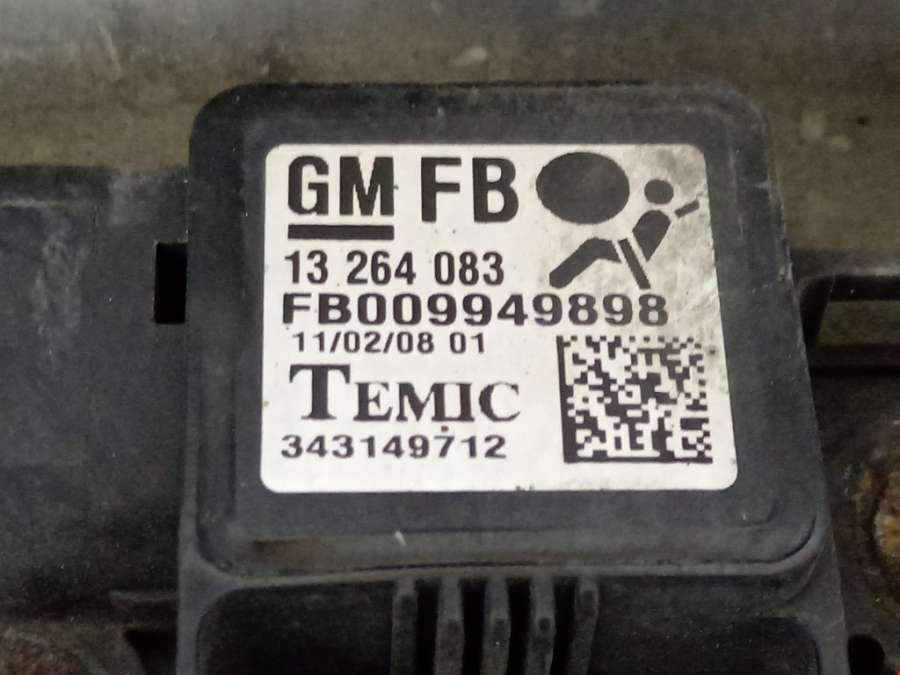 GM FB
13 264 083
FB009949898
11/02/08 01
TEMIC
343149712